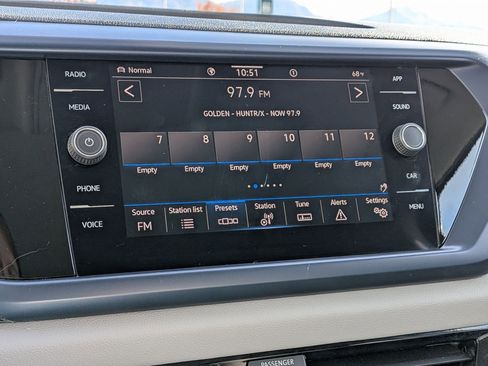 RADIO
MEDIA
PHONE
VOICE
Normal 10:51 68°F
< 97.9 FM >
GOLDEN - HUNTR/X - NOW 97.9
7 8 9 10 11 12
Empty Empty Empty Empty Empty Empty
Source Station list Presets Station Tune Alerts Settings
FM
APP
SOUND
CAR
MENU
PASSENGER